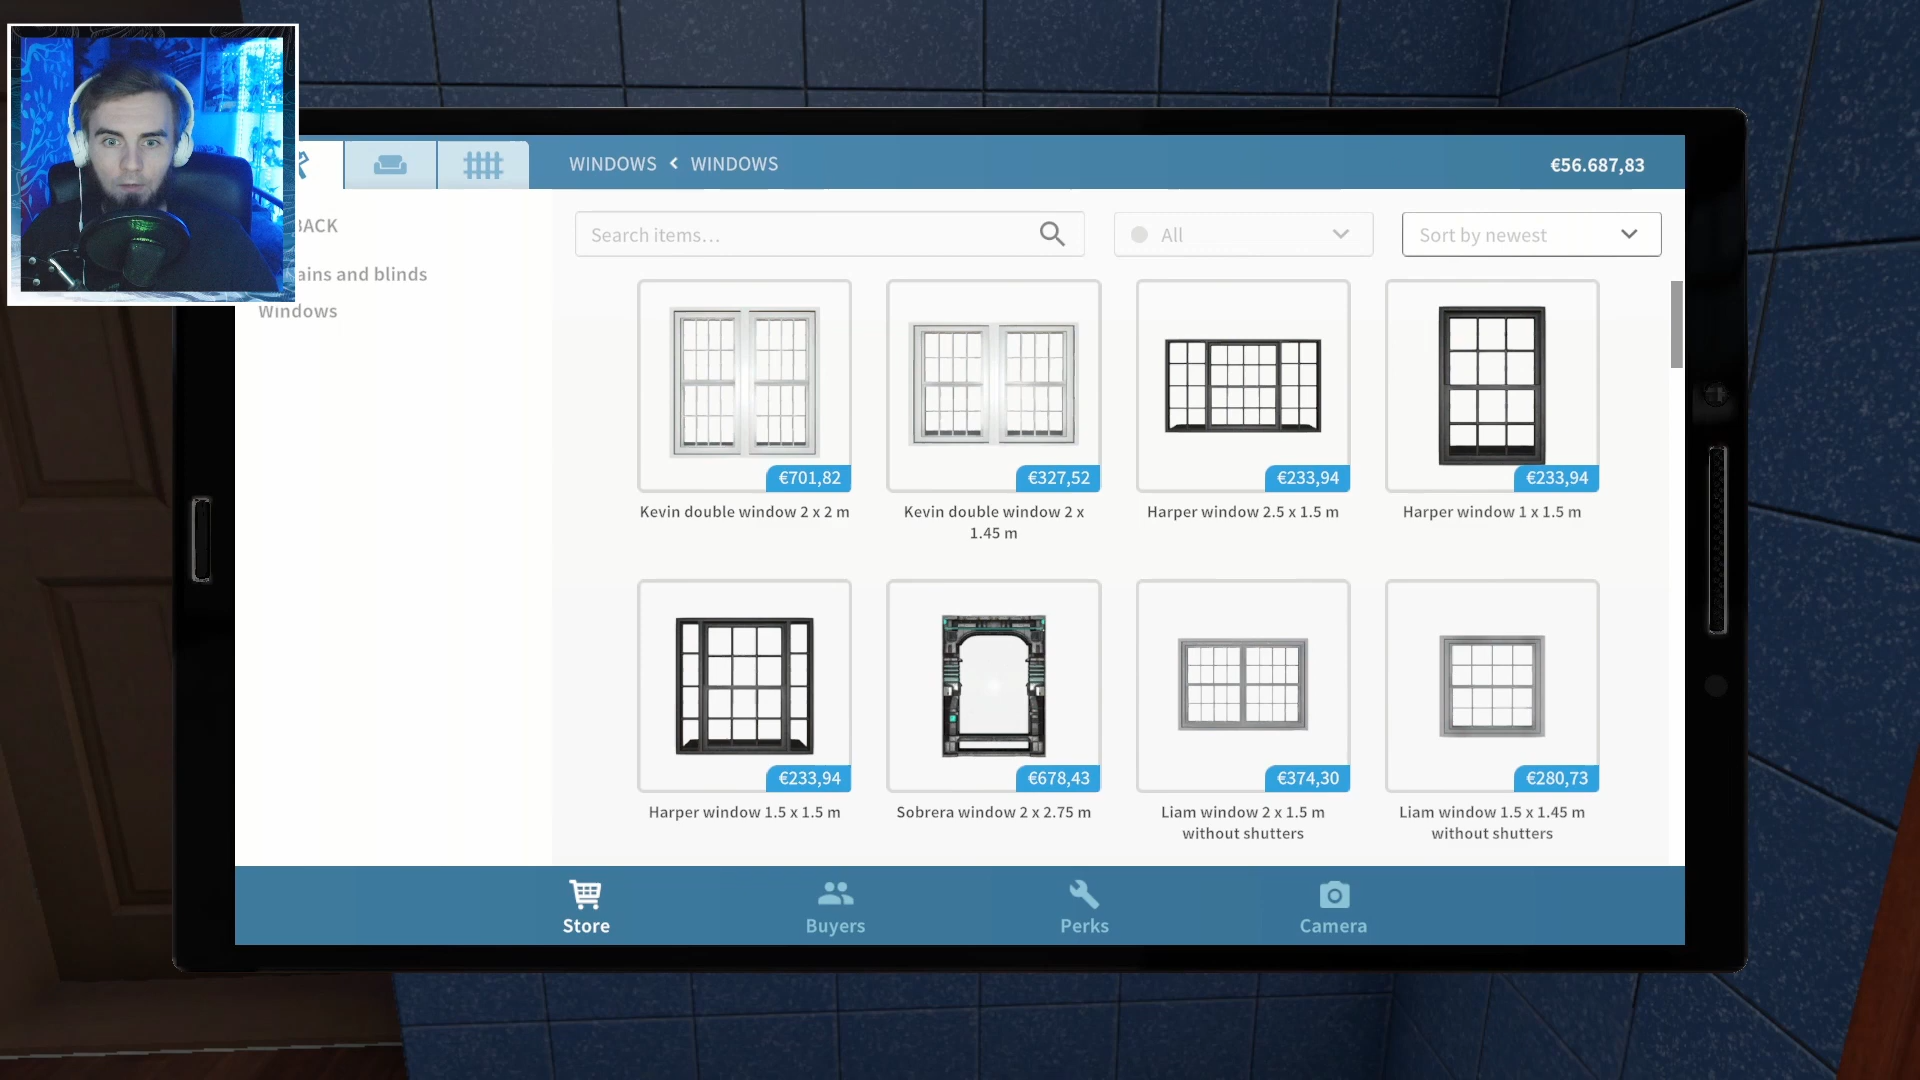 WINDOWS < WINDOWS
€56.687,83
BACK
ains and blinds
Windows
Search items...
All
Sort by newest
€701,82
€327,52
€233,94
€233,94
Kevin double window 2 x 2 m
Kevin double window 2 x
1.45 m
Harper window 2.5 x 1.5 m
Harper window 1 x 1.5 m
€233,94
€678,43
€374,30
€280,73
Harper window 1.5 x 1.5 m
Sobrera window 2 x 2.75 m
Liam window 2 x 1.5 m
without shutters
Liam window 1.5 x 1.45 m
without shutters
Store
Buyers
Perks
Camera